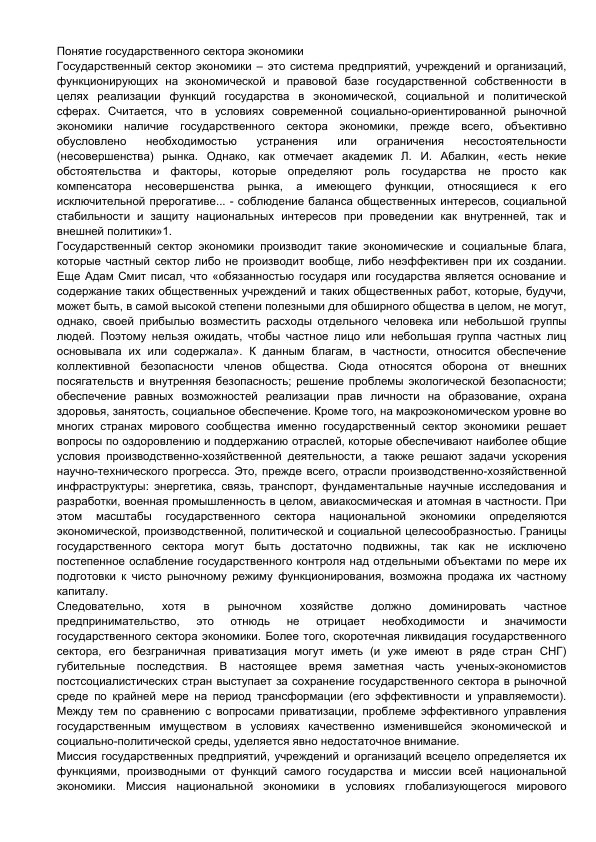 Понятие государственного сектора экономики
Государственный сектор экономики – это система предприятий, учреждений и организаций,
функционирующих на экономической и правовой базе государственной собственности в
целях реализации функций государства в экономической, социальной и политической
сферах. Считается, что в условиях современной социально-ориентированной рыночной
экономики наличие государственного сектора экономики, прежде всего, объективно
обусловлено необходимостью устранения или ограничения несостоятельности
(несовершенства) рынка. Однако, как отмечает академик Л. И. Абалкин, «есть некие
обстоятельства и факторы, которые определяют роль государства не просто как
компенсатора несовершенства рынка, а имеющего функции, относящиеся к его
исключительной прерогативе... - соблюдение баланса общественных интересов, социальной
стабильности и защиту национальных интересов при проведении как внутренней, так и
внешней политики»1.
Государственный сектор экономики производит такие экономические и социальные блага,
которые частный сектор либо не производит вообще, либо неэффективен при их создании.
Еще Адам Смит писал, что «обязанностью государя или государства является основание и
содержание таких общественных учреждений и таких общественных работ, которые, будучи,
может быть, в самой высокой степени полезными для обширного общества в целом, не могут,
однако, своей прибылью возместить расходы отдельного человека или небольшой группы
людей. Поэтому нельзя ожидать, чтобы частное лицо или небольшая группа частных лиц
основывала их или содержала». К данным благам, в частности, относится обеспечение
коллективной безопасности членов общества. Сюда относятся оборона от внешних
посягательств и внутренняя безопасность; решение проблемы экологической безопасности;
обеспечение равных возможностей реализации прав личности на образование, охрана
здоровья, занятость, социальное обеспечение. Кроме того, на макроэкономическом уровне во
многих странах мирового сообщества именно государственный сектор экономики решает
вопросы по оздоровлению и поддержанию отраслей, которые обеспечивают наиболее общие
условия производственно-хозяйственной деятельности, а также решают задачи ускорения
научно-технического прогресса. Это, прежде всего, отрасли производственно-хозяйственной
инфраструктуры: энергетика, связь, транспорт, фундаментальные научные исследования и
разработки, военная промышленность в целом, авиакосмическая и атомная в частности. При
этом масштабы государственного сектора национальной экономики определяются
экономической, производственной, политической и социальной целесообразностью. Границы
государственного сектора могут быть достаточно подвижны, так как не исключено
постепенное ослабление государственного контроля над отдельными объектами по мере их
подготовки к чисто рыночному режиму функционирования, возможна продажа их частному
капиталу.
Следовательно, хотя в рыночном хозяйстве должно доминировать частное
предпринимательство, это отнюдь не отрицает необходимости и значимости
государственного сектора экономики. Более того, скоротечная ликвидация государственного
сектора, его безграничная приватизация могут иметь (и уже имеют в ряде стран СНГ)
губительные последствия. В настоящее время заметная часть ученых-экономистов
постсоциалистических стран выступает за сохранение государственного сектора в рыночной
среде по крайней мере на период трансформации (его эффективности и управляемости).
Между тем по сравнению с вопросами приватизации, проблеме эффективного управления
государственным имуществом в условиях качественно изменившейся экономической и
социально-политической среды, уделяется явно недостаточное внимание.
Миссия государственных предприятий, учреждений и организаций всецело определяется их
функциями, производными от функций самого государства и миссии всей национальной
экономики. Миссия национальной экономики в условиях глобализующегося мирового